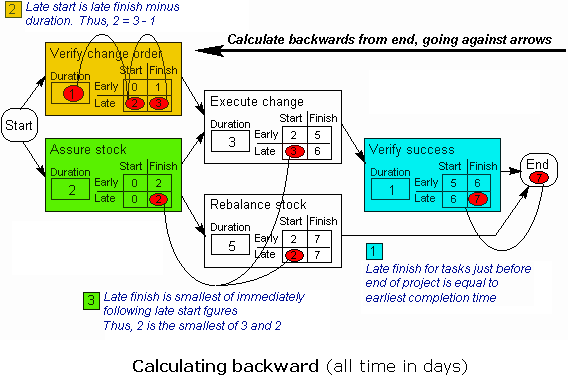 2
Late start is late finish minus
duration. Thus, 2 = 3 - 1
Calculate backwards from end, going against arrows
Verify change order
Duration
Start Finish
1
Early 0 1
Late 2 3
Start
Execute change
Duration
Start Finish
3
Early 2 5
Late 3 6
Assure stock
Duration
Start Finish
2
Early 0 2
Late 0 2
Verify success
Duration
Start Finish
1
Early 5 6
Late 6 7
End
7
Rebalance stock
Duration
Start Finish
5
Early 2 7
Late 2 7
1
Late finish for tasks just before
end of project is equal to
earliest completion time
3
Late finish is smallest of immediately
following late start fgures
Thus, 2 is the smallest of 3 and 2
Calculating backward (all time in days)